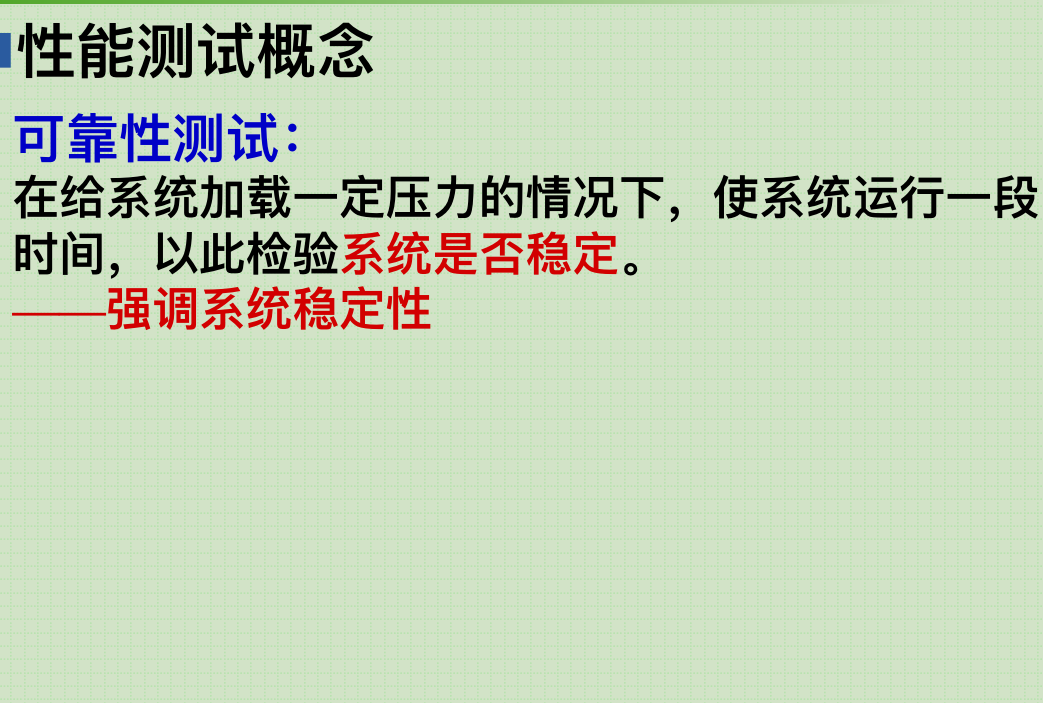 性能测试概念
可靠性测试：
在给系统加载一定压力的情况下，使系统运行一段
时间，以此检验系统是否稳定。
——强调系统稳定性